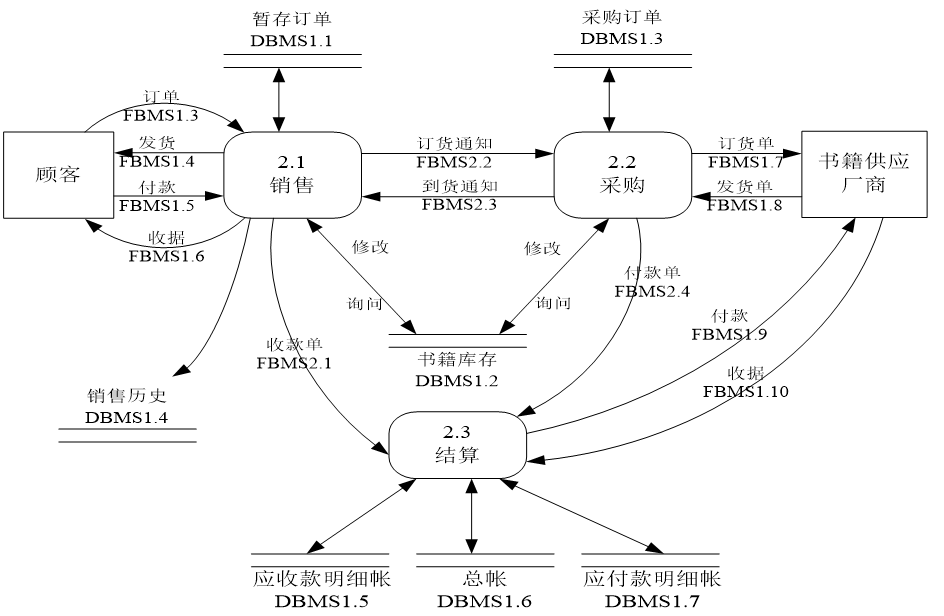 暂存订单
DBMS1.1
采购订单
DBMS1.3
订单
FBMS1.3
发货
FBMS1.4
付款
FBMS1.5
收据
FBMS1.6
顾客
2.1
销售
订货通知
FBMS2.2
到货通知
FBMS2.3
2.2
采购
订货单
FBMS1.7
发货单
FBMS1.8
书籍供应
厂商
修改
询问
修改
询问
付款单
FBMS2.4
收款单
FBMS2.1
书籍库存
DBMS1.2
付款
FBMS1.9
收据
FBMS1.10
销售历史
DBMS1.4
2.3
结算
应收款明细帐
DBMS1.5
总帐
DBMS1.6
应付款明细帐
DBMS1.7